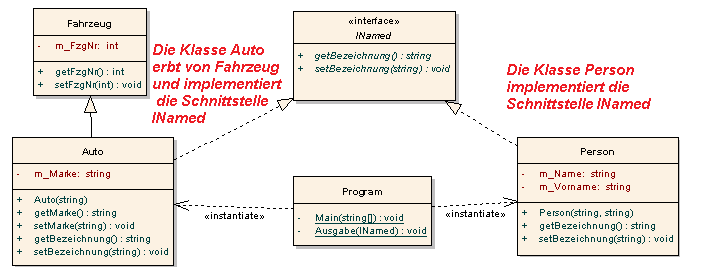 Fahrzeug
- m_FzgNr: int
+ getFzgNr() : int
+ setFzgNr(int) : void
Die Klasse Auto
erbt von Fahrzeug
und implementiert
die Schnittstelle
INamed
«interface»
INamed
+ getBezeichnung() : string
+ setBezeichnung(string) : void
Die Klasse Person
implementiert die
Schnittstelle INamed
Auto
- m_Marke: string
+ Auto(string)
+ getMarke() : string
+ setMarke(string) : void
+ getBezeichnung() : string
+ setBezeichnung(string) : void
«instantiate»
Program
- Main(string[]) : void
- Ausgabe(INamed) : void
«instantiate»
Person
- m_Name: string
- m_Vorname: string
+ Person(string, string)
+ getBezeichnung() : string
+ setBezeichnung(string) : void